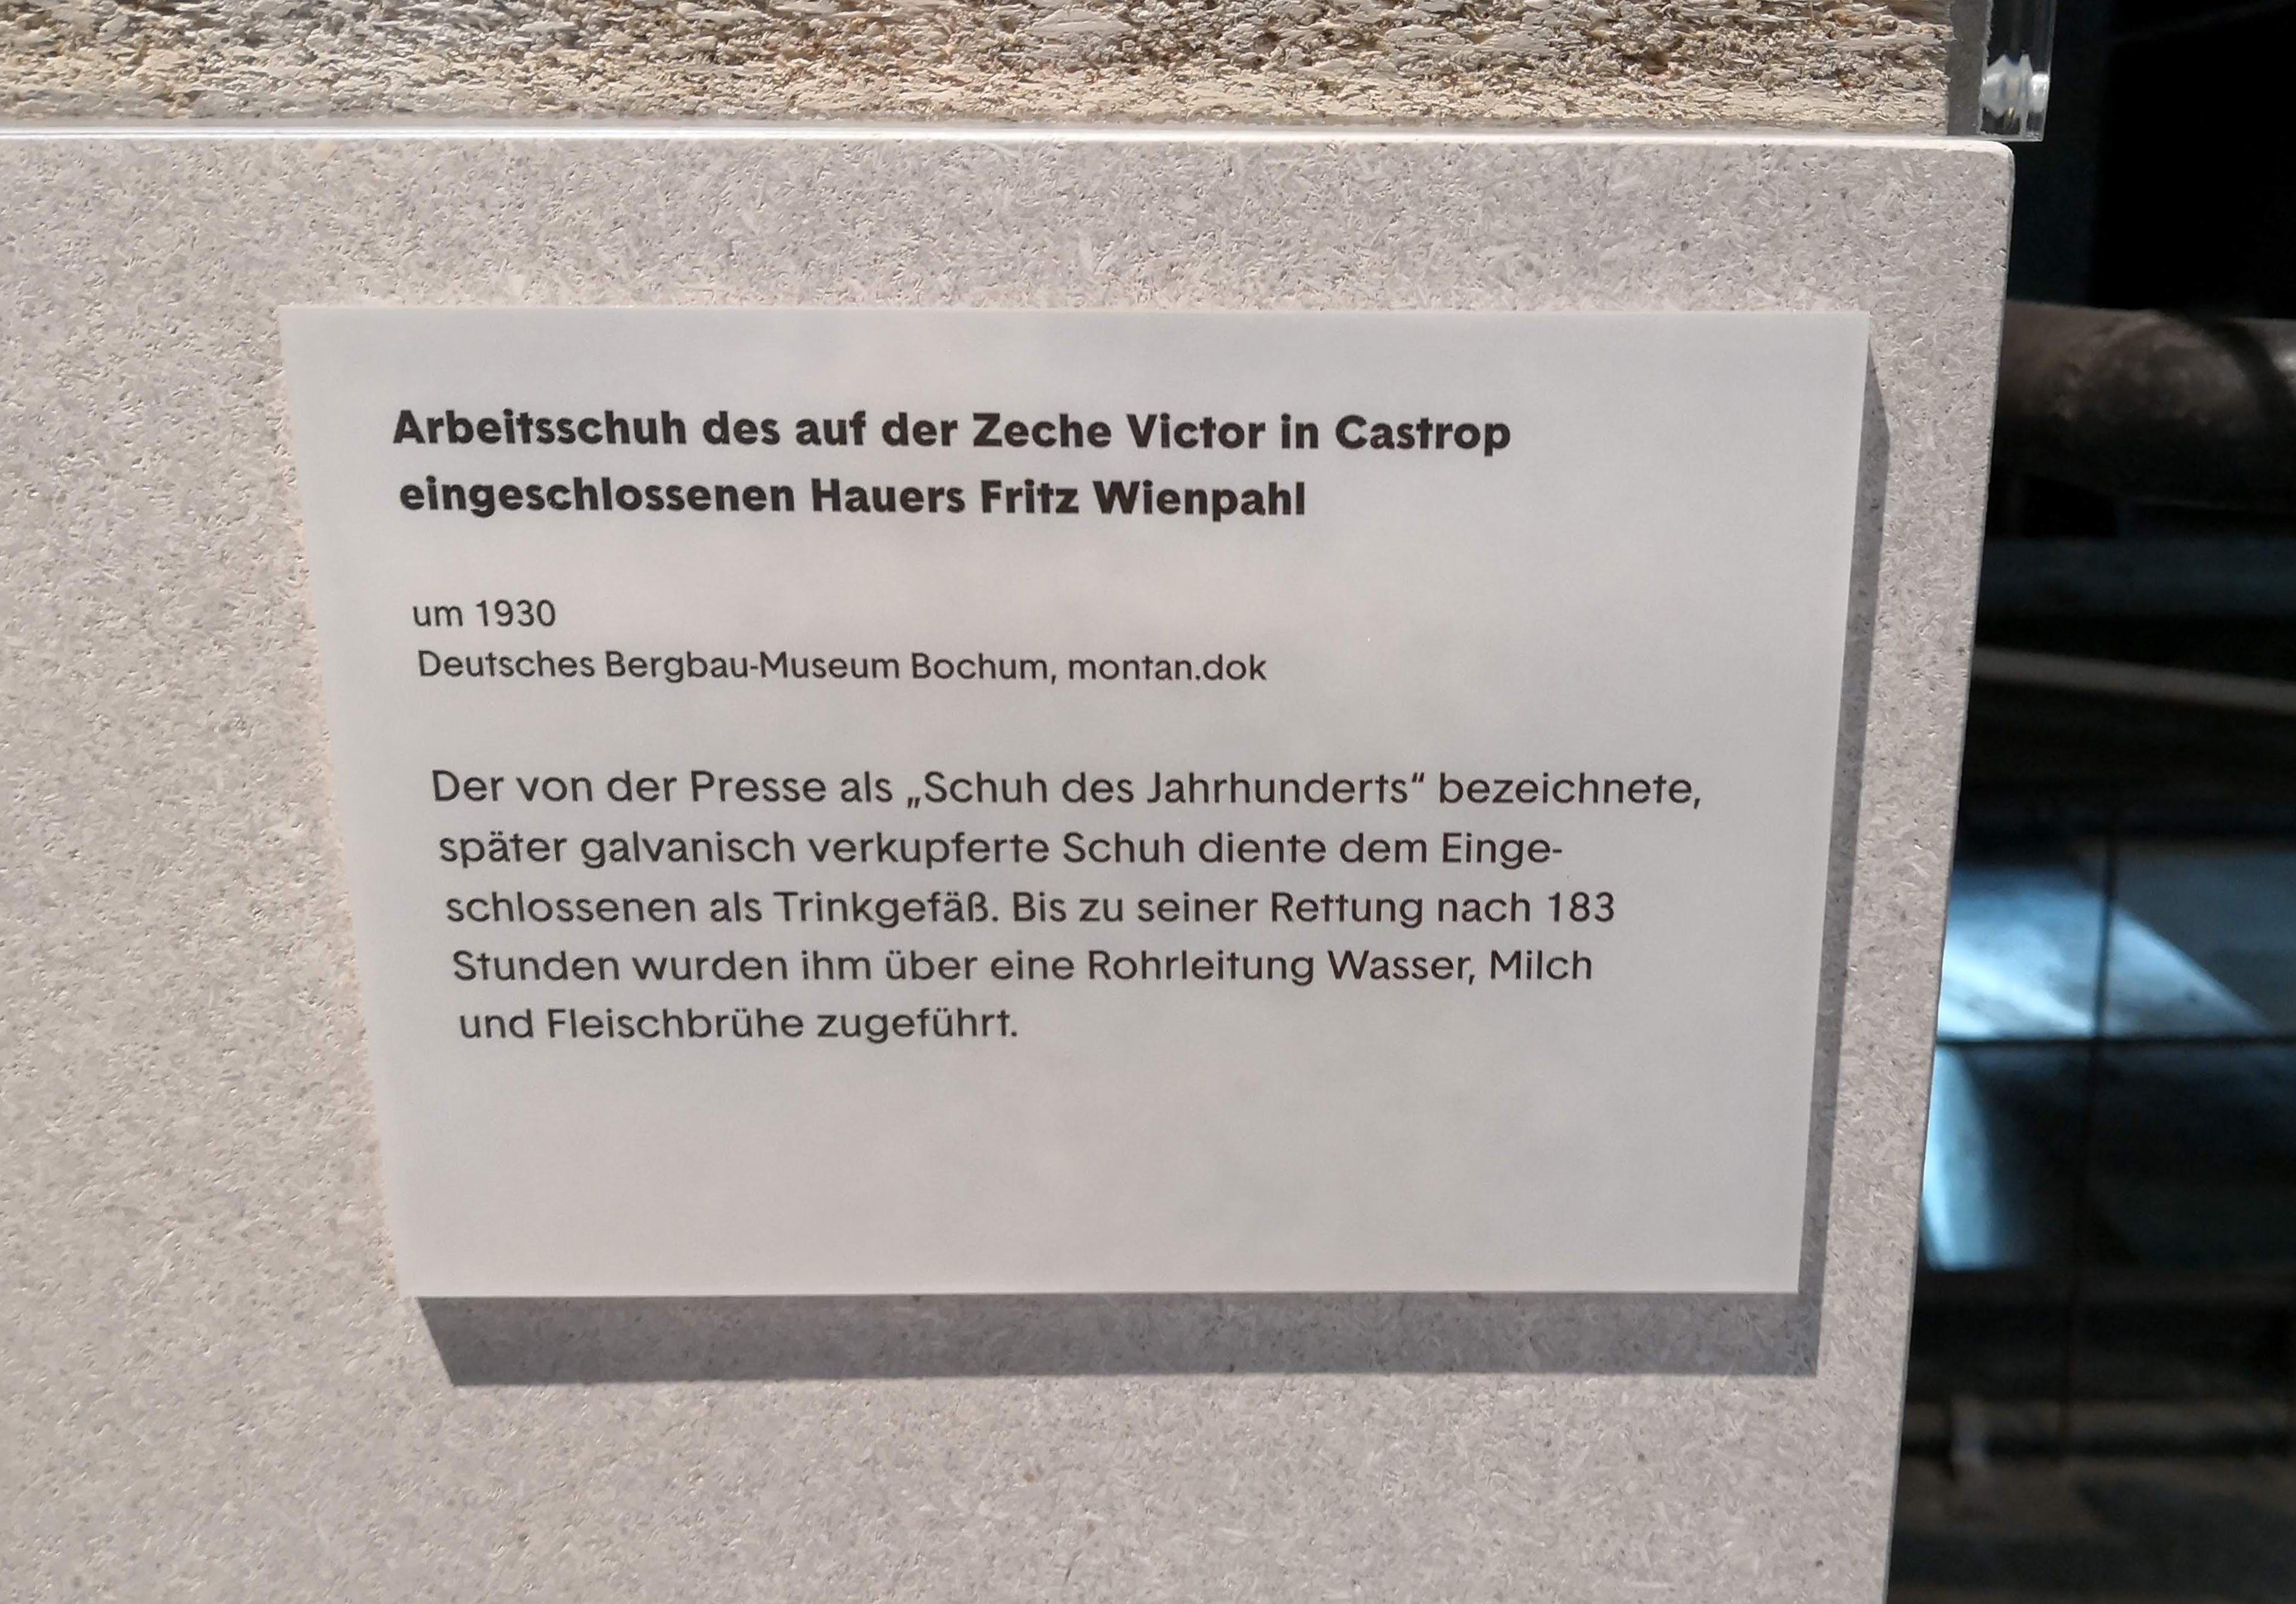 Arbeitsschuh des auf der Zeche Victor in Castrop
eingeschlossenen Hauers Fritz Wienpahl
um 1930
Deutsches Bergbau-Museum Bochum, montan.dok
Der von der Presse als „Schuh des Jahrhunderts“ bezeichnete,
später galvanisch verkupferte Schuh diente dem Einge-
schlossenen als Trinkgefäß. Bis zu seiner Rettung nach 183
Stunden wurden ihm über eine Rohrleitung Wasser, Milch
und Fleischbrühe zugeführt.